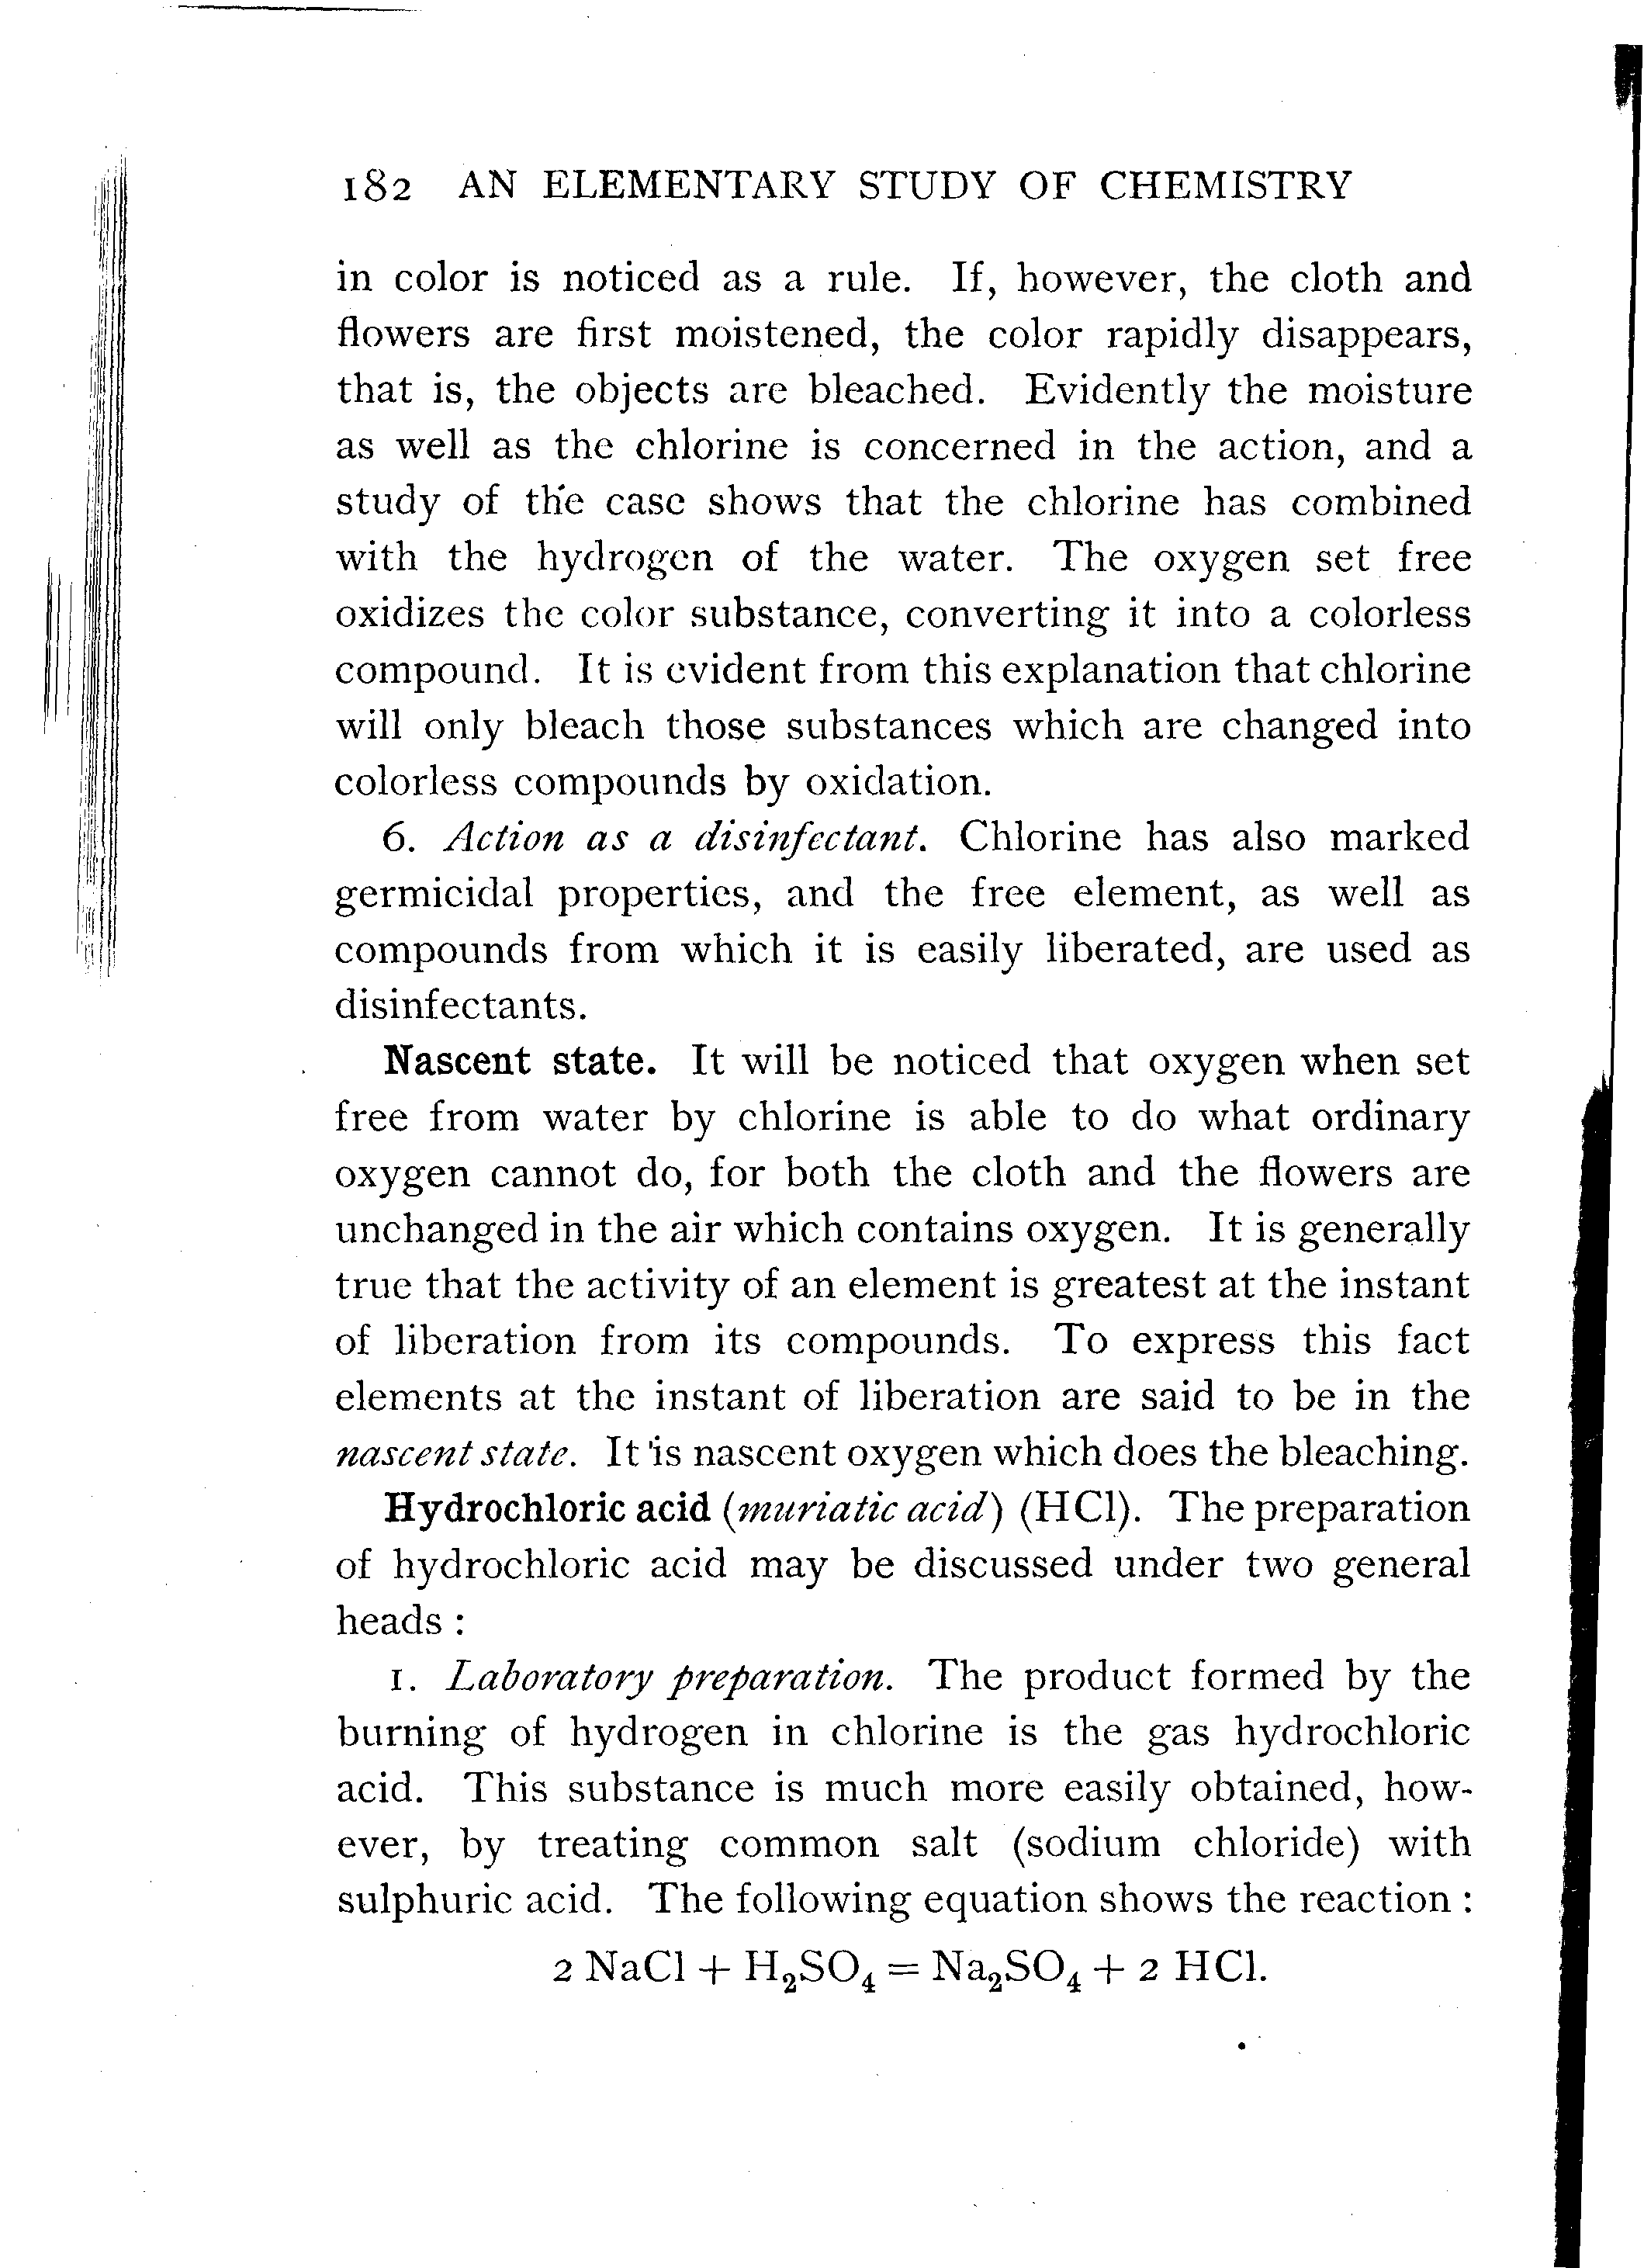 182 AN ELEMENTARY STUDY OF CHEMISTRY
in color is noticed as a rule. If, however, the cloth and
flowers are first moistened, the color rapidly disappears,
that is, the objects are bleached. Evidently the moisture
as well as the chlorine is concerned in the action, and a
study of the case shows that the chlorine has combined
with the hydrogen of the water. The oxygen set free
oxidizes the color substance, converting it into a colorless
compound. It is evident from this explanation that chlorine
will only bleach those substances which are changed into
colorless compounds by oxidation.
6. Action as a disinfectant. Chlorine has also marked
germicidal properties, and the free element, as well as
compounds from which it is easily liberated, are used as
disinfectants.
Nascent state. It will be noticed that oxygen when set
free from water by chlorine is able to do what ordinary
oxygen cannot do, for both the cloth and the flowers are
unchanged in the air which contains oxygen. It is generally
true that the activity of an element is greatest at the instant
of liberation from its compounds. To express this fact
elements at the instant of liberation are said to be in the
nascent state. It is nascent oxygen which does the bleaching.
Hydrochloric acid (muriatic acid) (HCl). The preparation
of hydrochloric acid may be discussed under two general
heads :
1. Laboratory preparation. The product formed by the
burning of hydrogen in chlorine is the gas hydrochloric
acid. This substance is much more easily obtained, how-
ever, by treating common salt (sodium chloride) with
sulphuric acid. The following equation shows the reaction :
2 NaCl + H₂SO₄ = Na₂SO₄ + 2 HCl.